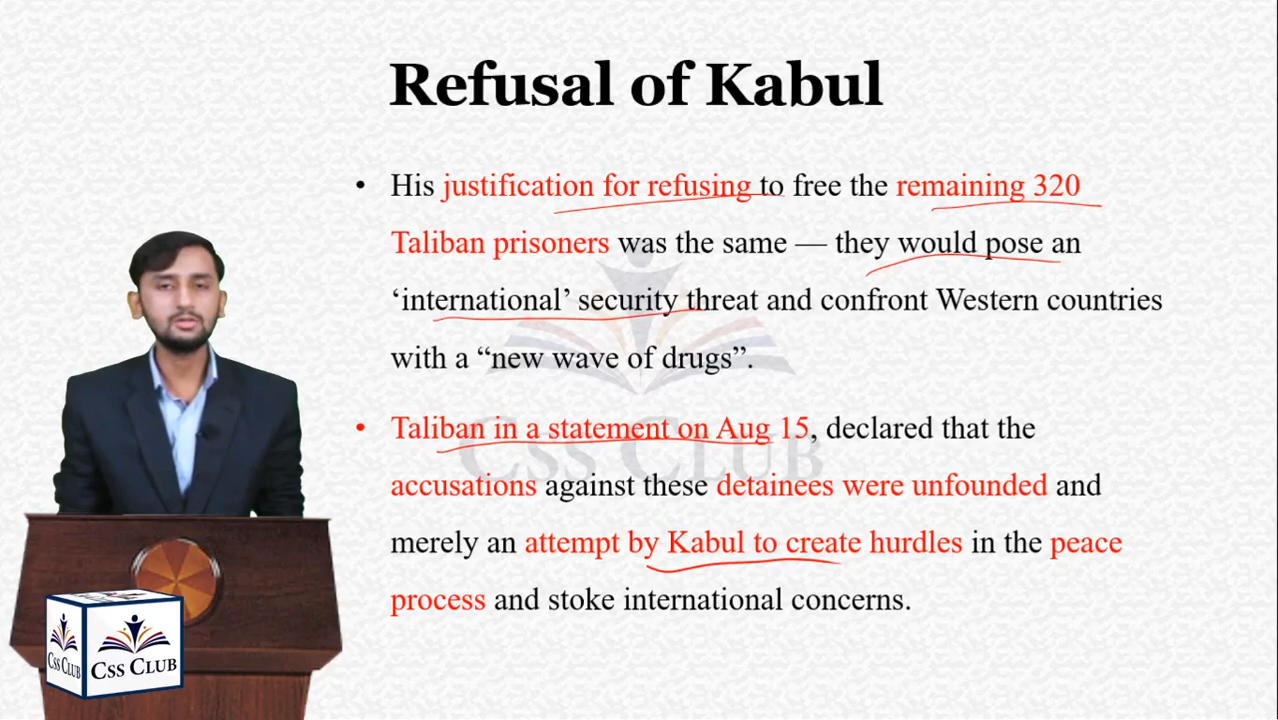 Refusal of Kabul
• His justification for refusing to free the remaining 320
Taliban prisoners was the same — they would pose an
‘international’ security threat and confront Western countries
with a “new wave of drugs”.
• Taliban in a statement on Aug 15, declared that the
accusations against these detainees were unfounded and
merely an attempt by Kabul to create hurdles in the peace
process and stoke international concerns.
CSS CLUB
CSS CLUB
CSS CLUB